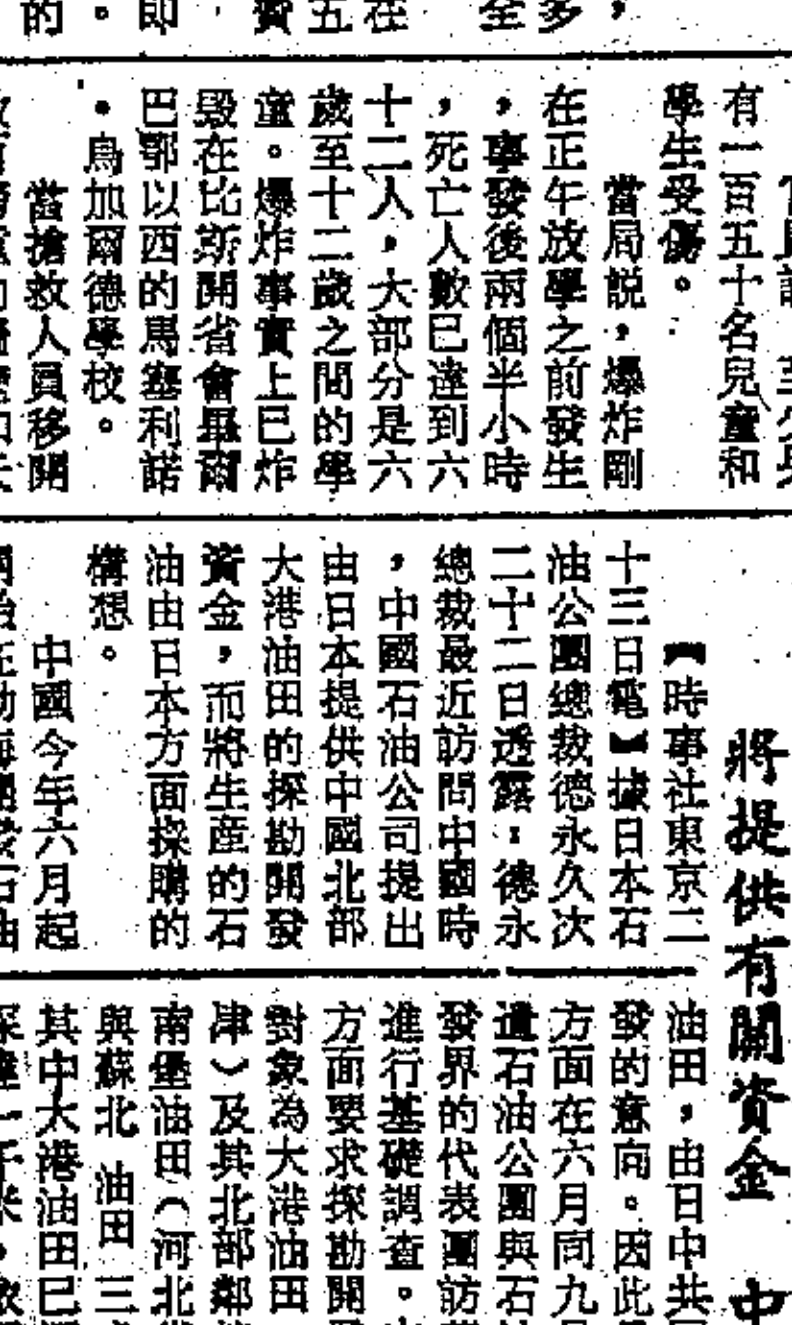 多，
全
在
五
費
，
即
。
的
有一百五十名兒童和
學生受傷。
當局説，爆炸剛
在正午放學之前發生
，事發後兩個半小時
，死亡人數已達到六
十二人，大部分是六
歲至十二歲之間的學
童。爆炸事實上已炸
毀在比斯開省會畢爾
巴鄂以西的馬塞利諾
。烏加爾德學校。
當搶救人員移開
將提供有關資金 中
【時事社東京二
十三日電】據日本石
油公團總裁德永久次
二十二日透露：德永
總裁最近訪問中國時
，中國石油公司提出
由日本提供中國北部
大港油田的探勘開發
資金，而將生産的石
油由日本方面採購的
構想。
中國今年六月起
油田，由日中共
發的意向。因此
方面在六月同九
遣石油公團與石
發界的代表團訪
進行基礎調查。
方面要求探勘開
對象為大港油田
津）及其北部鄰
南堡油田（河北
與蘇北 油田 三
其中大港油田已